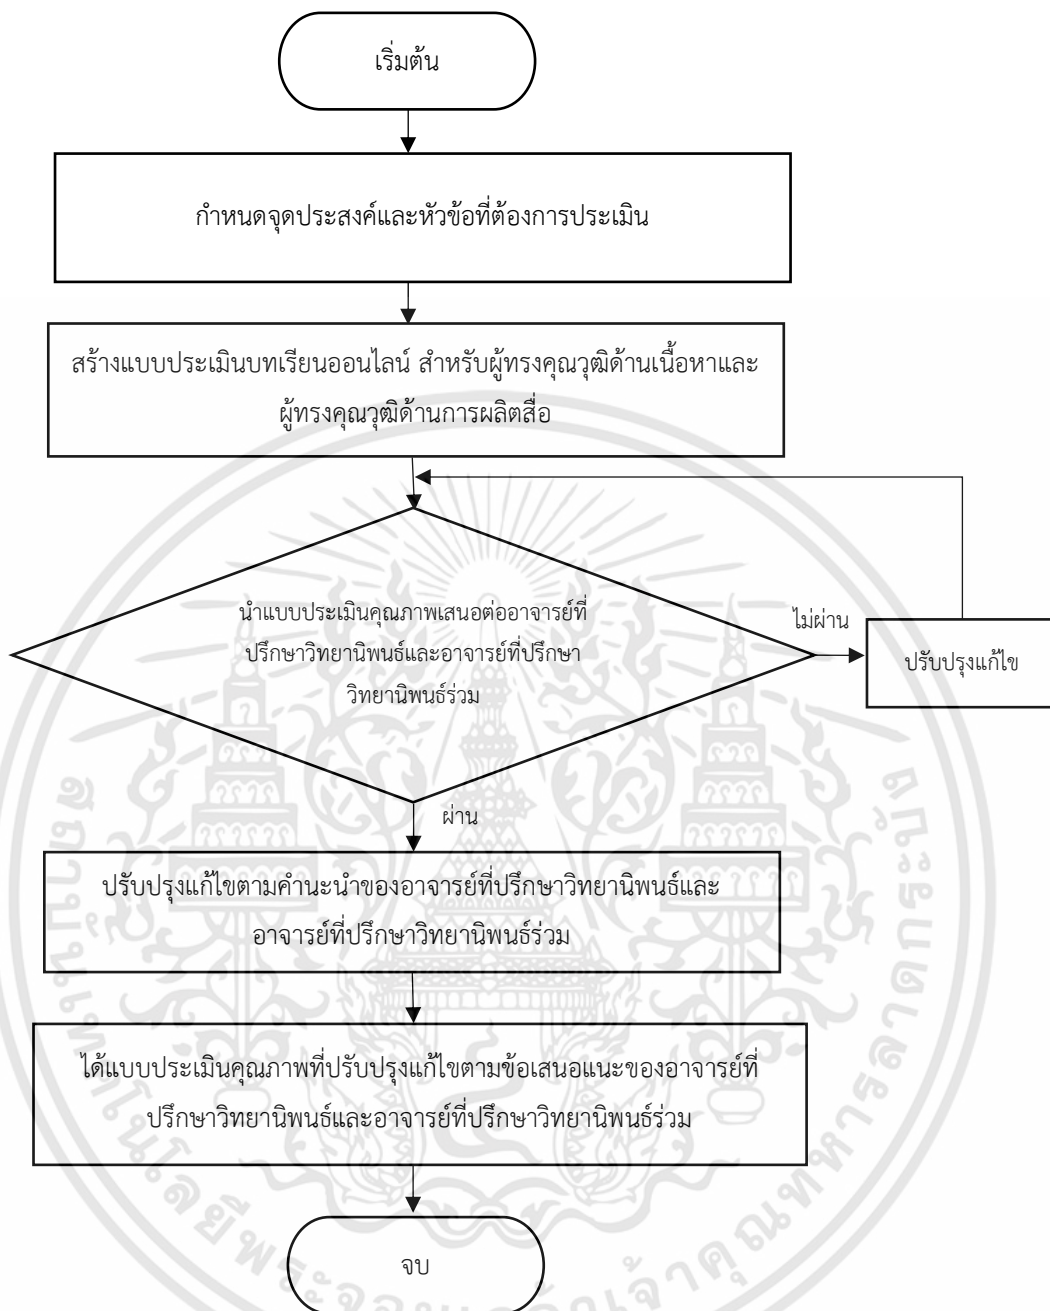 เริ่มต้น
กำหนดจุดประสงค์และหัวข้อที่ต้องการประเมิน
สร้างแบบประเมินบทเรียนออนไลน์ สำหรับผู้ทรงคุณวุฒิด้านเนื้อหาและ
ผู้ทรงคุณวุฒิด้านการผลิตสื่อ
นำแบบประเมินคุณภาพเสนอต่ออาจารย์ที่
ปรึกษาวิทยานิพนธ์และอาจารย์ที่ปรึกษา
วิทยานิพนธ์ร่วม
ไม่ผ่าน
ปรับปรุงแก้ไข
ผ่าน
ปรับปรุงแก้ไขตามคำนะนำของอาจารย์ที่ปรึกษาวิทยานิพนธ์และ
อาจารย์ที่ปรึกษาวิทยานิพนธ์ร่วม
ได้แบบประเมินคุณภาพที่ปรับปรุงแก้ไขตามข้อเสนอแนะของอาจารย์ที่
ปรึกษาวิทยานิพนธ์และอาจารย์ที่ปรึกษาวิทยานิพนธ์ร่วม
จบ